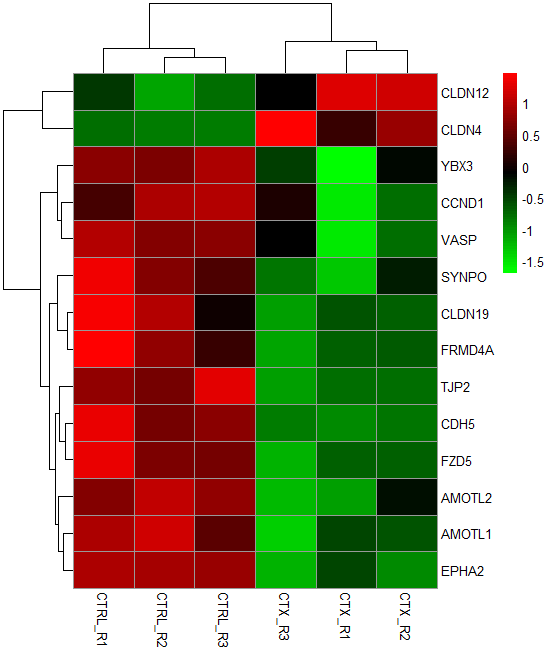 CLDN12
CLDN4
YBX3
CCND1
VASP
SYNPO
CLDN19
FRMD4A
TJP2
CDH5
FZD5
AMOTL2
AMOTL1
EPHA2
1
0.5
0
-0.5
-1
-1.5
CTRL_R1
CTRL_R2
CTRL_R3
CTX_R3
CTX_R1
CTX_R2